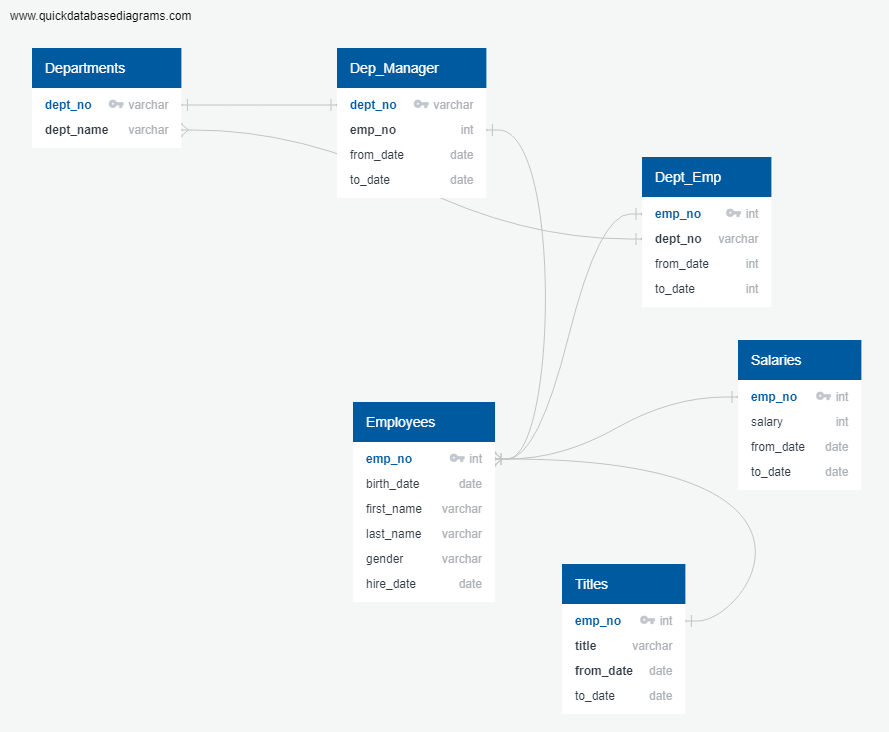 www.quickdatabasediagrams.com
Departments
dept_no varchar
dept_name varchar
Dep_Manager
dept_no varchar
emp_no int
from_date date
to_date date
Dept_Emp
emp_no int
dept_no varchar
from_date int
to_date int
Salaries
emp_no int
salary int
from_date date
to_date date
Employees
emp_no int
birth_date date
first_name varchar
last_name varchar
gender varchar
hire_date date
Titles
emp_no int
title varchar
from_date date
to_date date